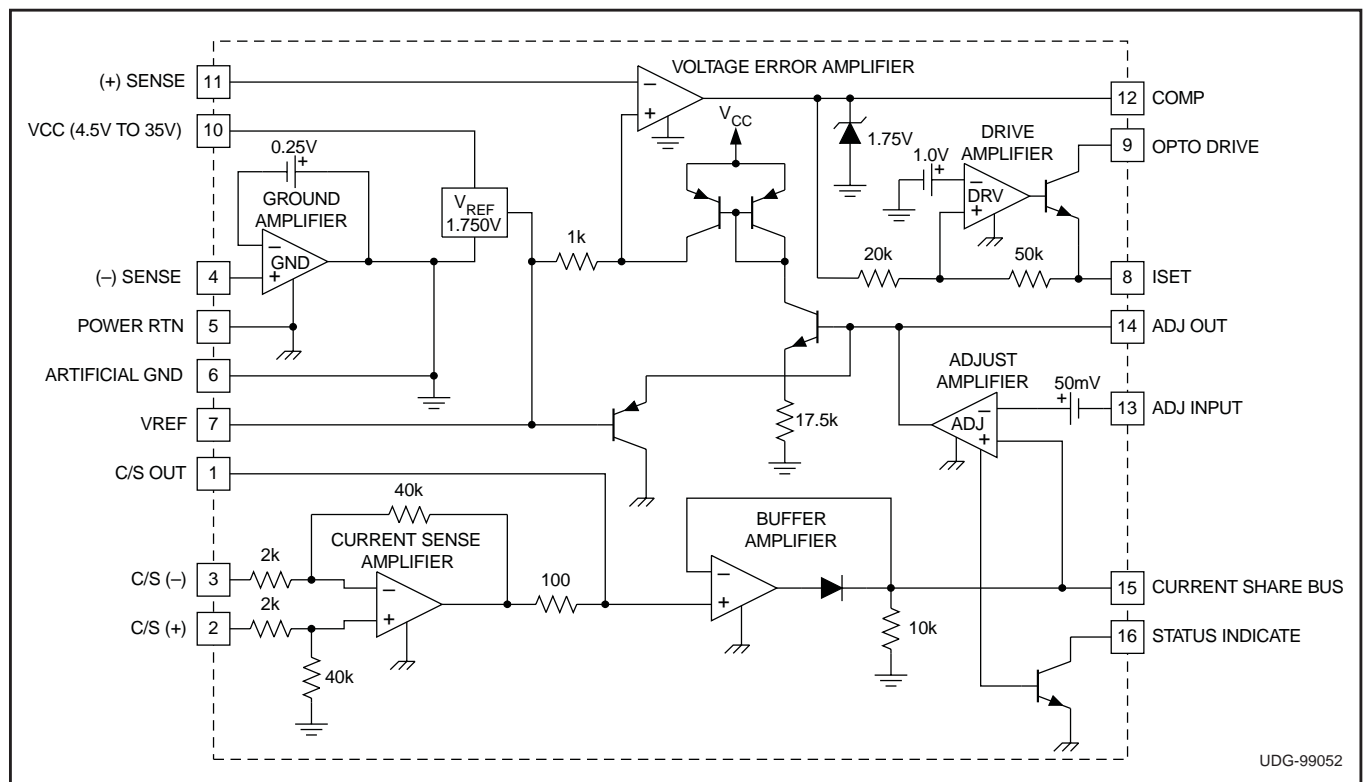 (+) SENSE
11
VOLTAGE ERROR AMPLIFIER
−
+
12
COMP
VCC (4.5V TO 35V)
10
VCC
1.75V
DRIVE
AMPLIFIER
9
OPTO DRIVE
0.25V
+
1.0V
+
−
DRV
+
GROUND
AMPLIFIER
VREF
1.750V
−
GND
+
1k
20k
50k
(−) SENSE
4
8
ISET
POWER RTN
5
14
ADJ OUT
ADJUST
AMPLIFIER
ARTIFICIAL GND
6
50mV
+
−
ADJ
+
13
ADJ INPUT
VREF
7
17.5k
C/S OUT
1
40k
CURRENT SENSE
AMPLIFIER
BUFFER
AMPLIFIER
C/S (−)
3
2k
−
+
100
−
+
15
CURRENT SHARE BUS
C/S (+)
2
2k
10k
16
STATUS INDICATE
40k
UDG-99052